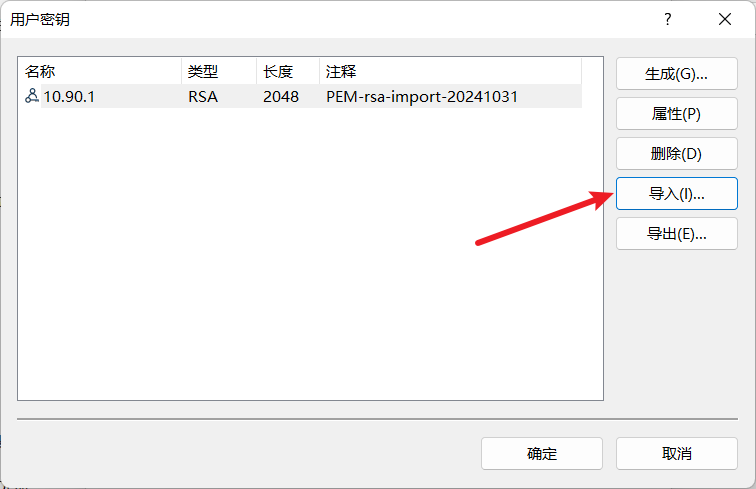 用户密钥 ?
名称 类型 长度 注释
10.90.1 RSA 2048 PEM-rsa-import-20241031
生成(G)...
属性(P)
删除(D)
导入(I)...
导出(E)...
确定 取消